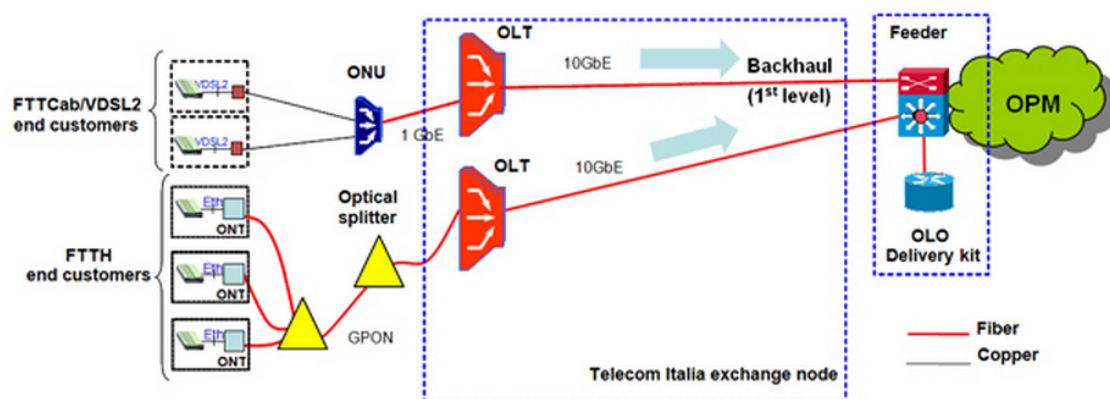 OLT
Feeder
ONU
10GbE
Backhaul
(1st level)
OPM
FTTCab/VDSL2
end customers
VDSL2
VDSL2
1 GbE
OLT
10GbE
Optical
splitter
Eth
ONT
FTTH
end customers
Eth
ONT
Eth
ONT
GPON
OLO
Delivery kit
Fiber
Copper
Telecom Italia exchange node